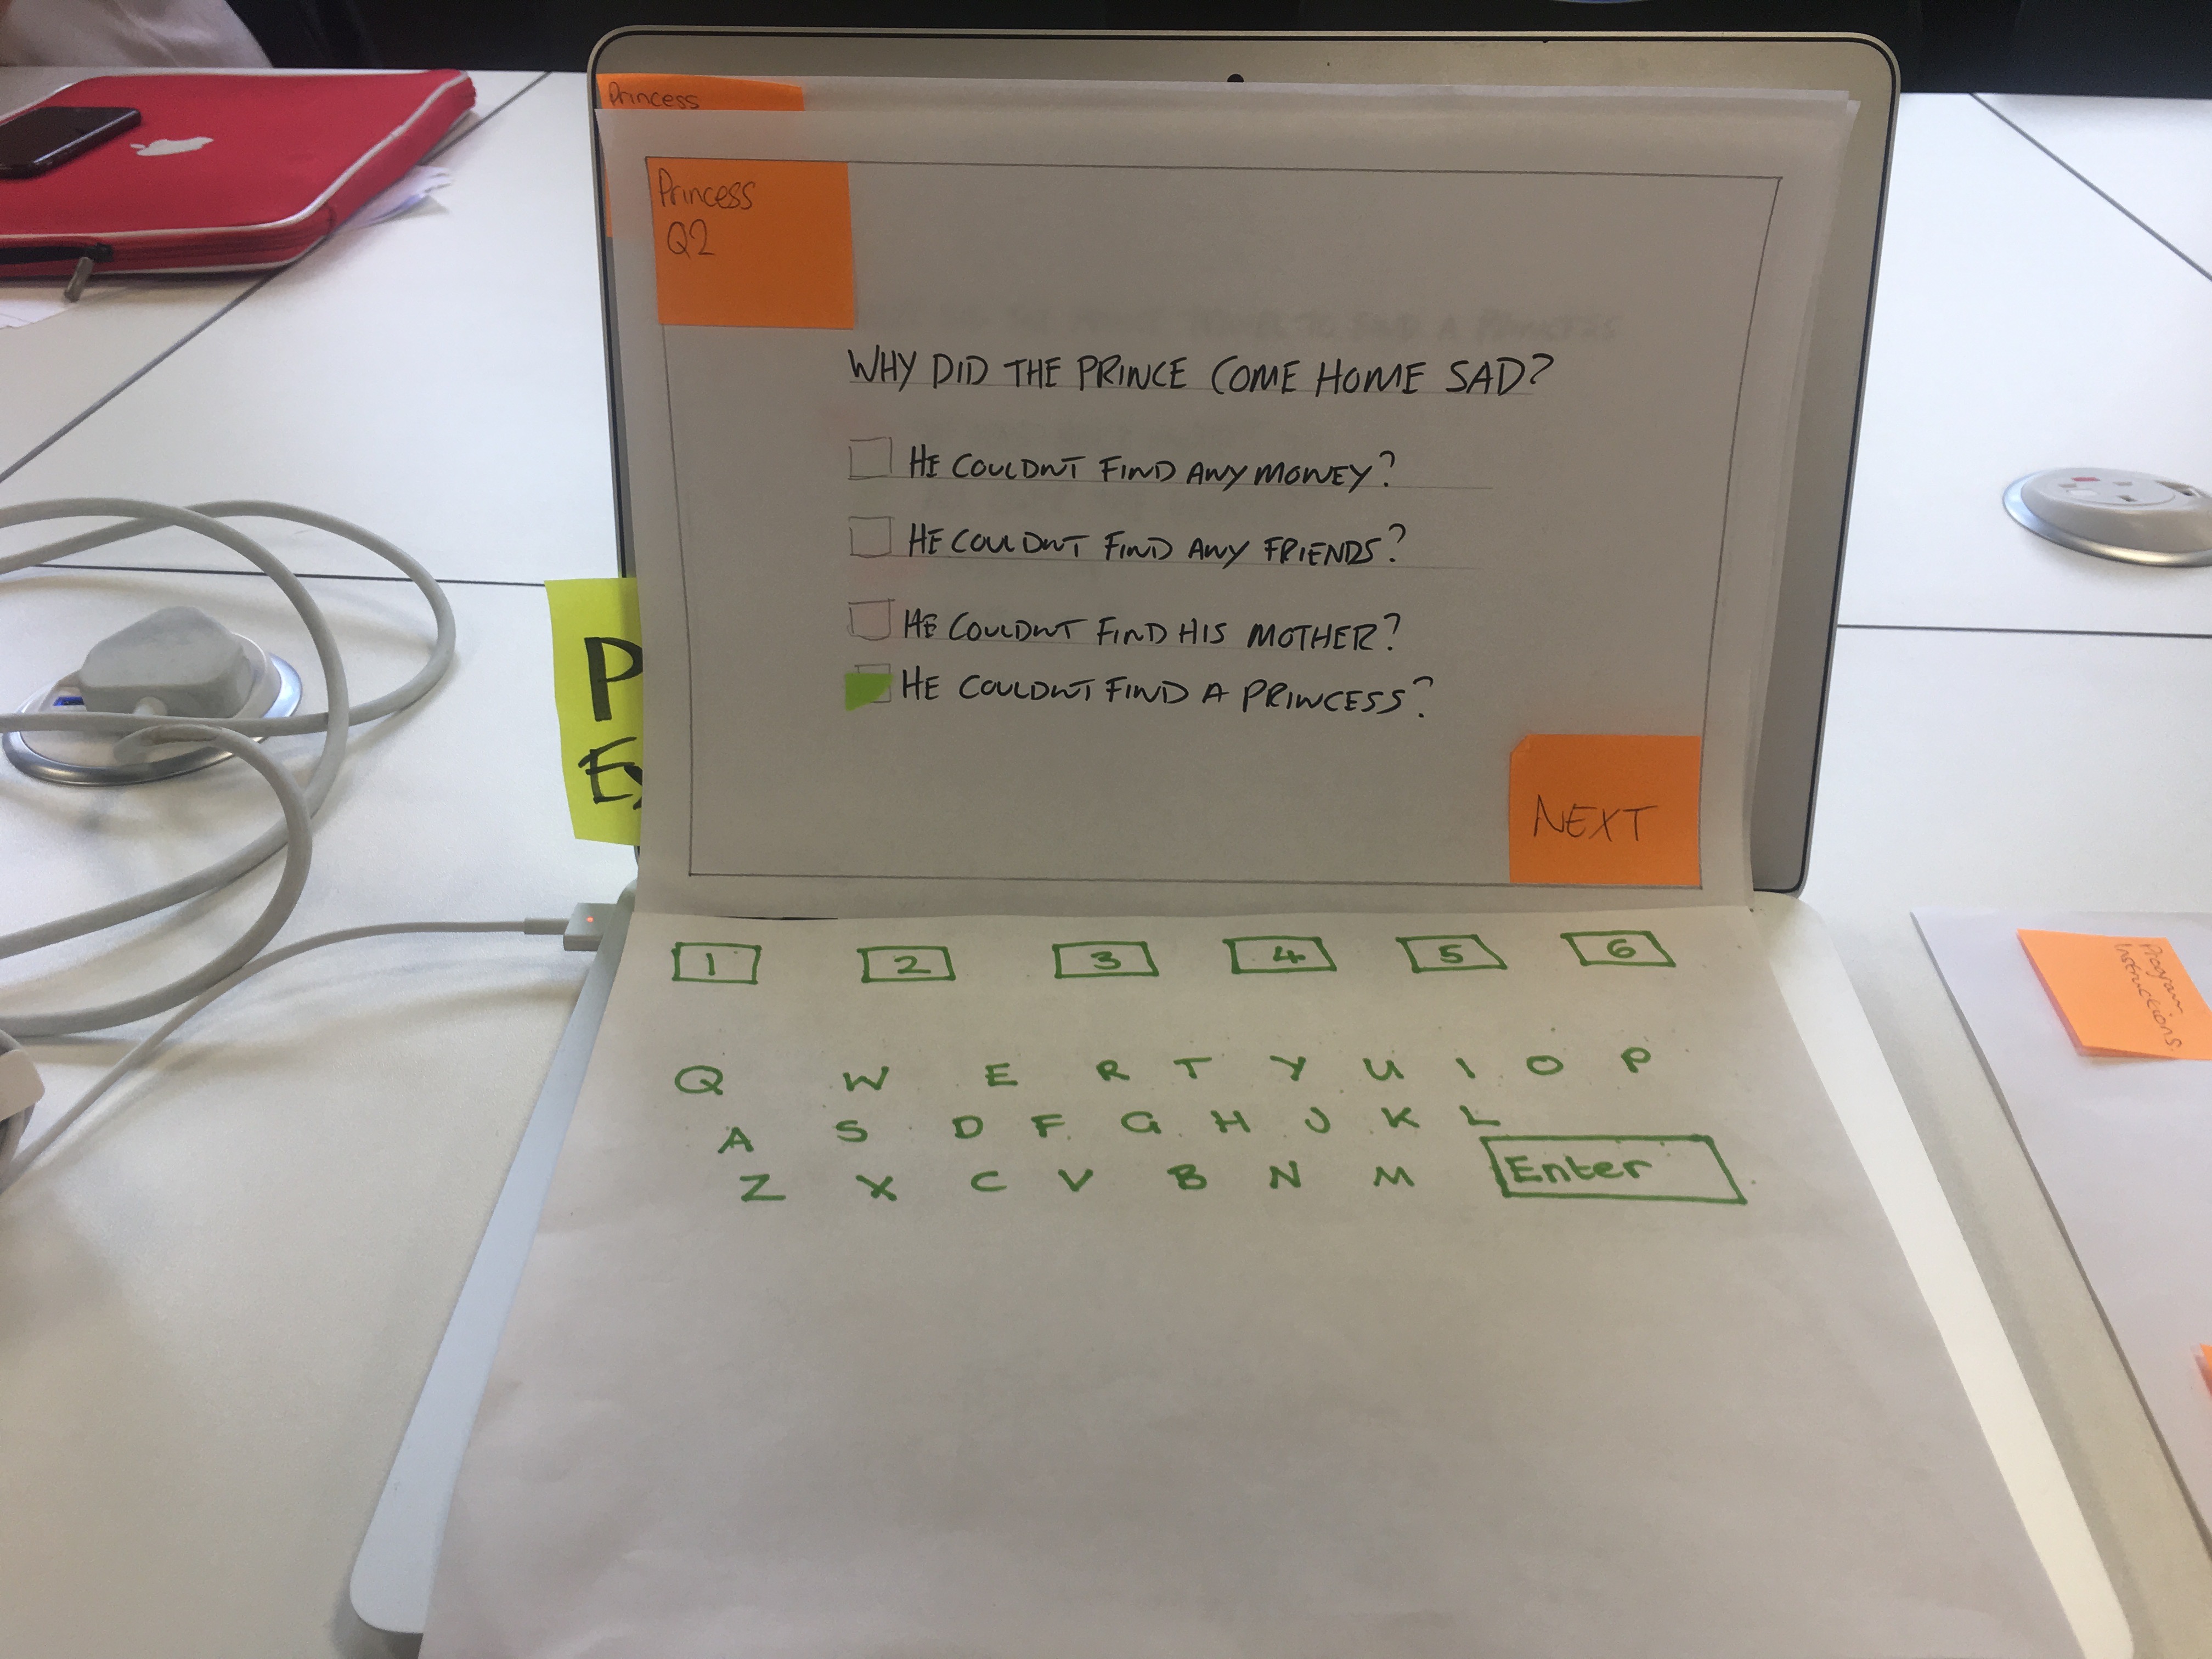 Princess
Princess
Q2
WHY DID THE PRINCE COME HOME SAD?
HE COULDNT FIND ANY MONEY?
HE COULDNT FIND ANY FRIENDS?
HE COULDNT FIND HIS MOTHER?
HE COULDNT FIND A PRINCESS?
NEXT
P
Ex
1 2 3 4 5 6
Q W E R T Y U I O P
A S D F G H J K L
Z X C V B N M Enter
Program
instructions